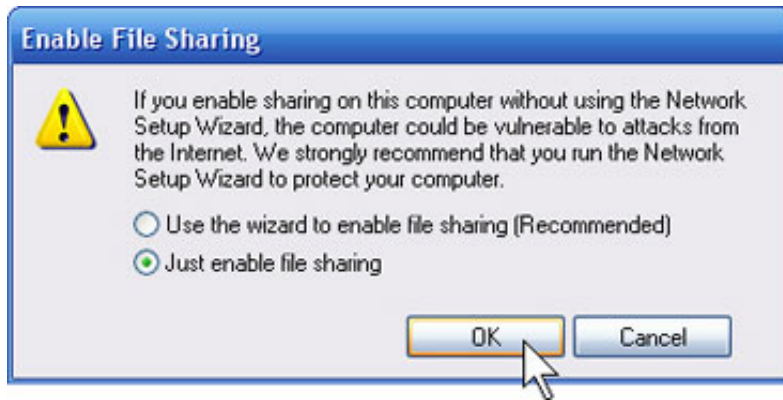 Enable File Sharing
If you enable sharing on this computer without using the Network
Setup Wizard, the computer could be vulnerable to attacks from
the Internet. We strongly recommend that you run the Network
Setup Wizard to protect your computer.
Use the wizard to enable file sharing (Recommended)
Just enable file sharing
OK Cancel